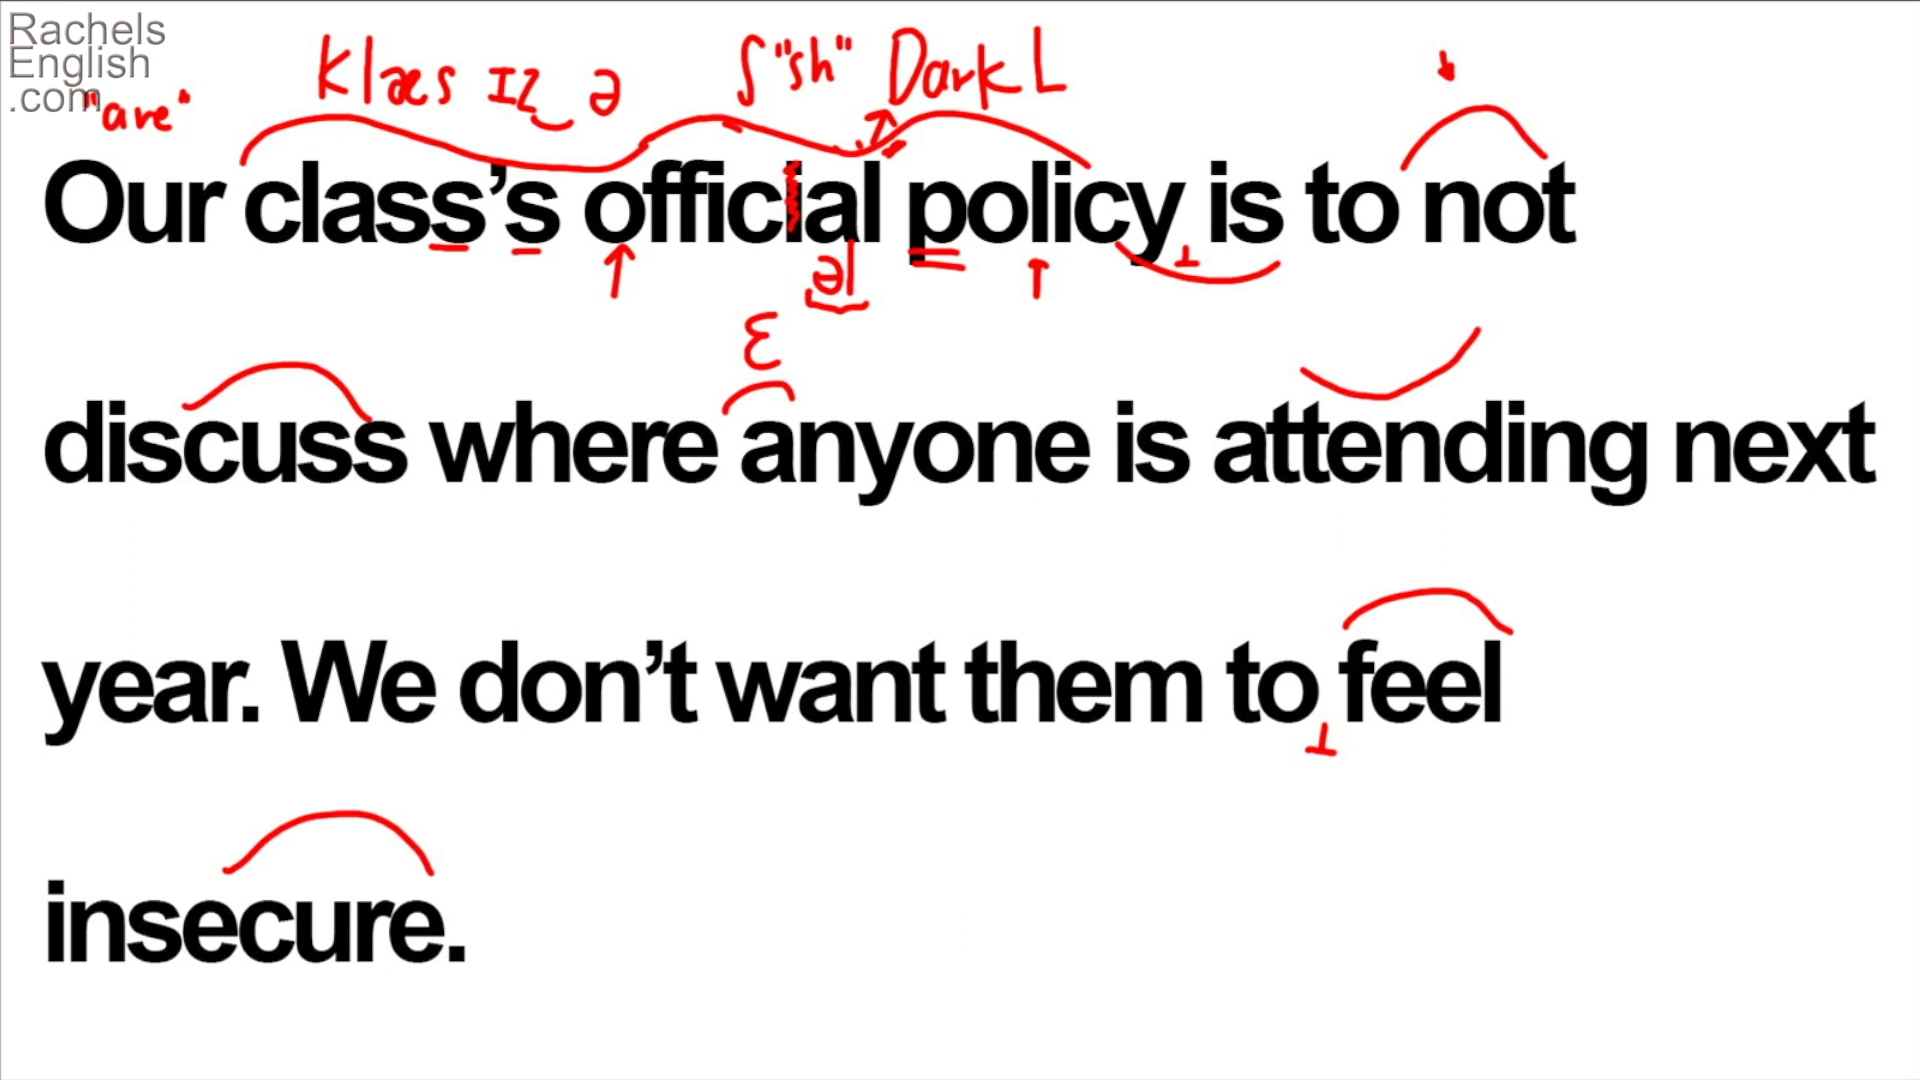 Rachels
English
.com
"are"
Klæs ɪz ə ʃ "sh" Dark L
Our class's official policy is to not
əl
ɛ
discuss where anyone is attending next
year. We don't want them to feel
insecure.